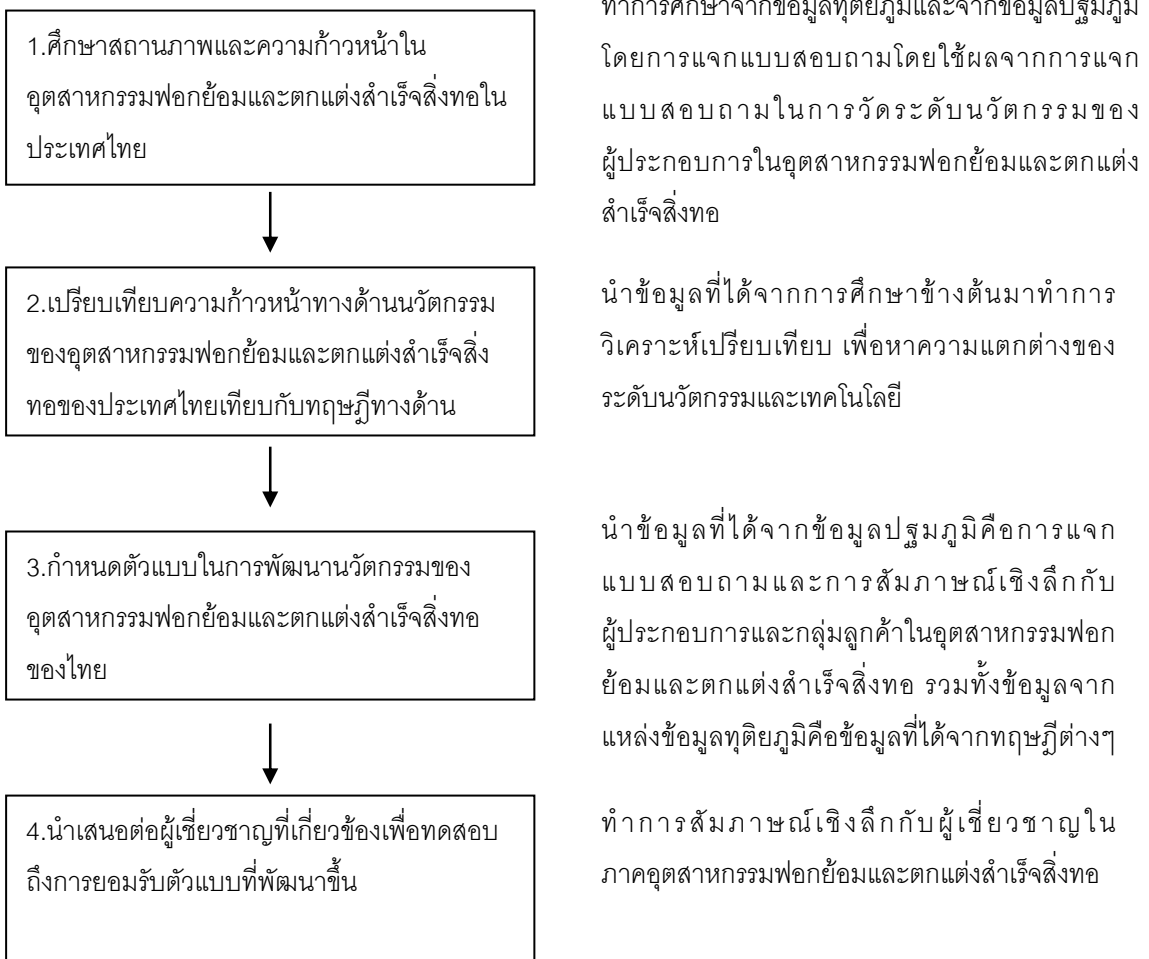 1.ศึกษาสถานภาพและความก้าวหน้าใน
อุตสาหกรรมฟอกย้อมและตกแต่งสำเร็จสิ่งทอใน
ประเทศไทย
ทำการศึกษาจากข้อมูลทุติยภูมิและจากข้อมูลปฐมภูมิ
โดยการแจกแบบสอบถามโดยใช้ผลจากการแจก
แบบสอบถามในการวัดระดับนวัตกรรมของ
ผู้ประกอบการในอุตสาหกรรมฟอกย้อมและตกแต่ง
สำเร็จสิ่งทอ
2.เปรียบเทียบความก้าวหน้าทางด้านนวัตกรรม
ของอุตสาหกรรมฟอกย้อมและตกแต่งสำเร็จสิ่ง
ทอของประเทศไทยเทียบกับทฤษฎีทางด้าน
นำข้อมูลที่ได้จากการศึกษาข้างต้นมาทำการ
วิเคราะห์เปรียบเทียบ เพื่อหาความแตกต่างของ
ระดับนวัตกรรมและเทคโนโลยี
3.กำหนดตัวแบบในการพัฒนานวัตกรรมของ
อุตสาหกรรมฟอกย้อมและตกแต่งสำเร็จสิ่งทอ
ของไทย
นำข้อมูลที่ได้จากข้อมูลปฐมภูมิคือการแจก
แบบสอบถามและการสัมภาษณ์เชิงลึกกับ
ผู้ประกอบการและกลุ่มลูกค้าในอุตสาหกรรมฟอก
ย้อมและตกแต่งสำเร็จสิ่งทอ รวมทั้งข้อมูลจาก
แหล่งข้อมูลทุติยภูมิคือข้อมูลที่ได้จากทฤษฎีต่างๆ
4.นำเสนอต่อผู้เชี่ยวชาญที่เกี่ยวข้องเพื่อทดสอบ
ถึงการยอมรับตัวแบบที่พัฒนาขึ้น
ทำการสัมภาษณ์เชิงลึกกับผู้เชี่ยวชาญใน
ภาคอุตสาหกรรมฟอกย้อมและตกแต่งสำเร็จสิ่งทอ